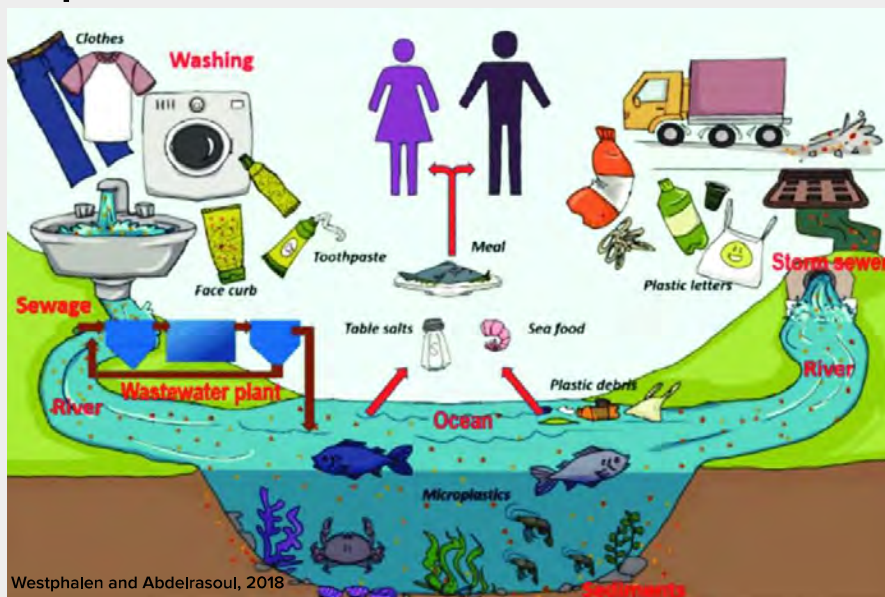 Clothes
Washing
Toothpaste
Face curb
Meal
Table salts
Sea food
Plastic letters
Storm sewer
Sewage
Wastewater plant
River
River
Plastic debris
Ocean
Microplastics
Sediments
Westphalen and Abdelrasoul, 2018